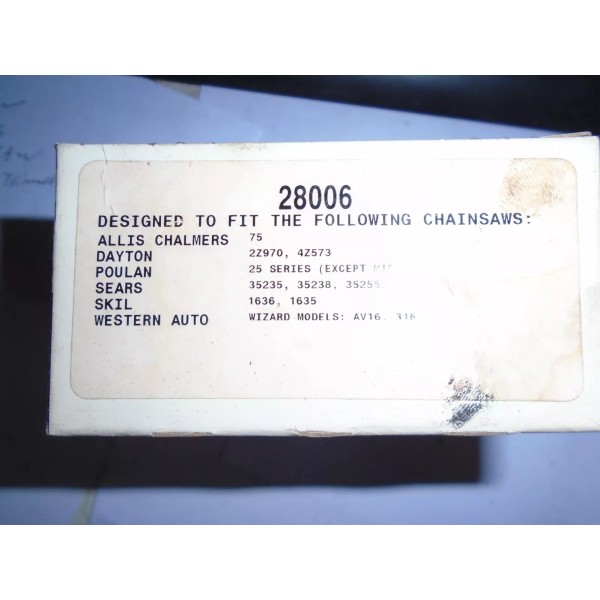 28006
DESIGNED TO FIT THE FOLLOWING CHAINSAWS:
ALLIS CHALMERS 75
DAYTON 2Z970, 4Z573
POULAN 25 SERIES (EXCEPT
SEARS 35235, 35238, 35255
SKIL 1636, 1635
WESTERN AUTO WIZARD MODELS: AV16, 316